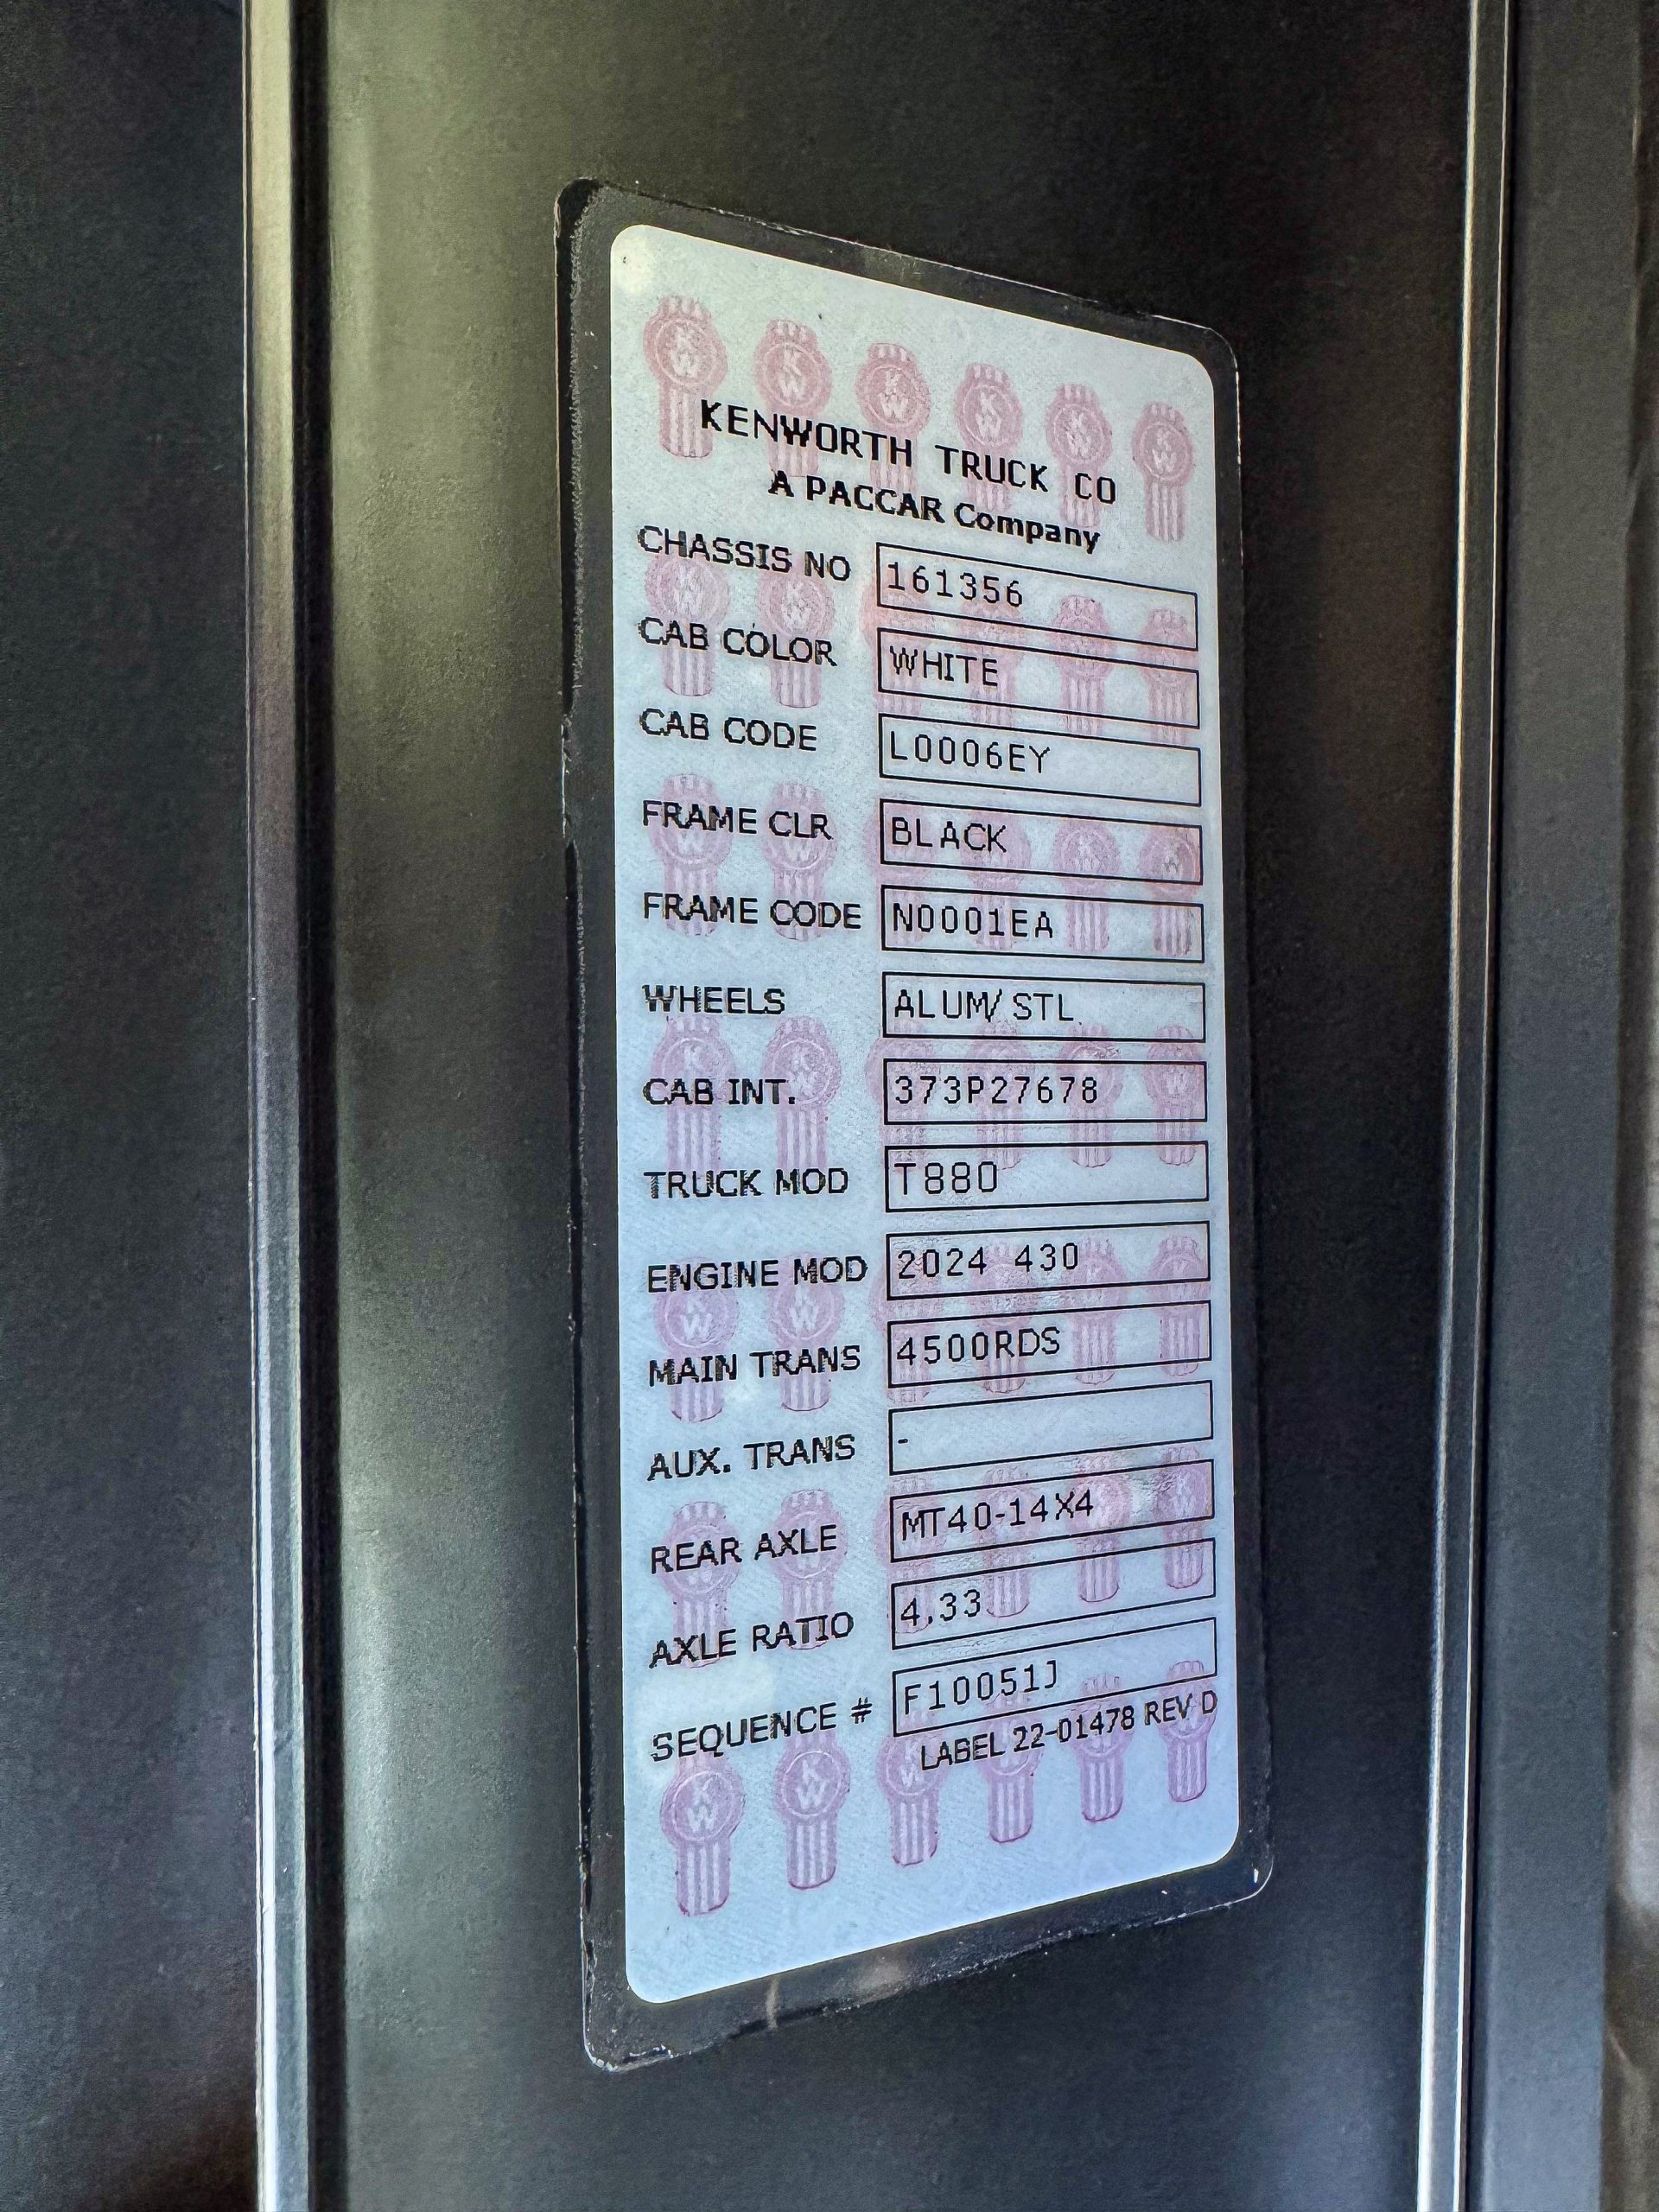 KENWORTH TRUCK CO
A PACCAR Company
CHASSIS NO 161356
CAB COLOR WHITE
CAB CODE L0006EY
FRAME CLR BLACK
FRAME CODE N0001EA
WHEELS ALUM/STL
CAB INT. 373P27678
TRUCK MOD T880
ENGINE MOD 2024 430
MAIN TRANS 4500RDS
AUX. TRANS -
REAR AXLE MT40-14X4
AXLE RATIO 4.33
SEQUENCE # F10051J
LABEL 22-01478 REV D